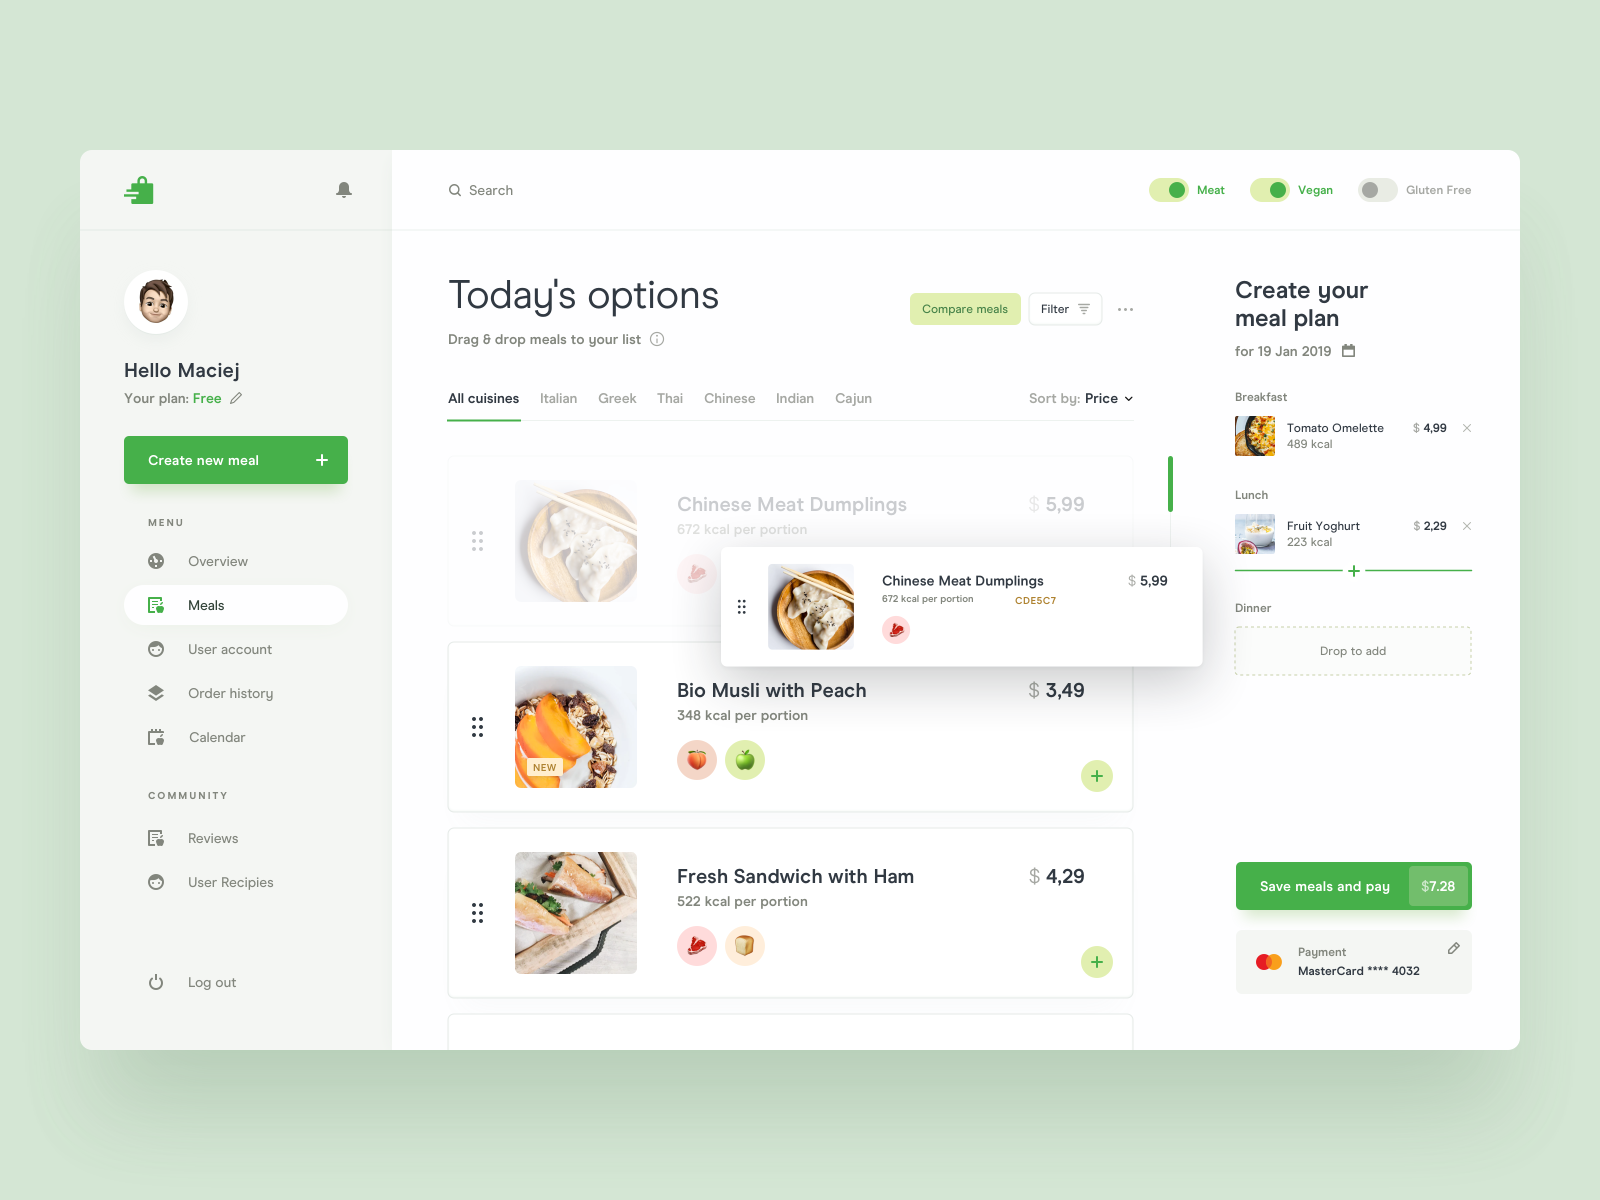 Search
Meat
Vegan
Gluten Free
Hello Maciej
Your plan: Free
Create new meal
MENU
Overview
Meals
User account
Order history
Calendar
COMMUNITY
Reviews
User Recipies
Log out
Today's options
Drag & drop meals to your list
Compare meals
Filter
All cuisines
Italian
Greek
Thai
Chinese
Indian
Cajun
Sort by: Price
Chinese Meat Dumplings
$ 5,99
672 kcal per portion
Chinese Meat Dumplings
$ 5,99
672 kcal per portion
CDE5C7
Bio Musli with Peach
$ 3,49
348 kcal per portion
NEW
Fresh Sandwich with Ham
$ 4,29
522 kcal per portion
Create your
meal plan
for 19 Jan 2019
Breakfast
Tomato Omelette
$ 4,99
489 kcal
Lunch
Fruit Yoghurt
$ 2,29
223 kcal
Dinner
Drop to add
Save meals and pay
$7.28
Payment
MasterCard **** 4032